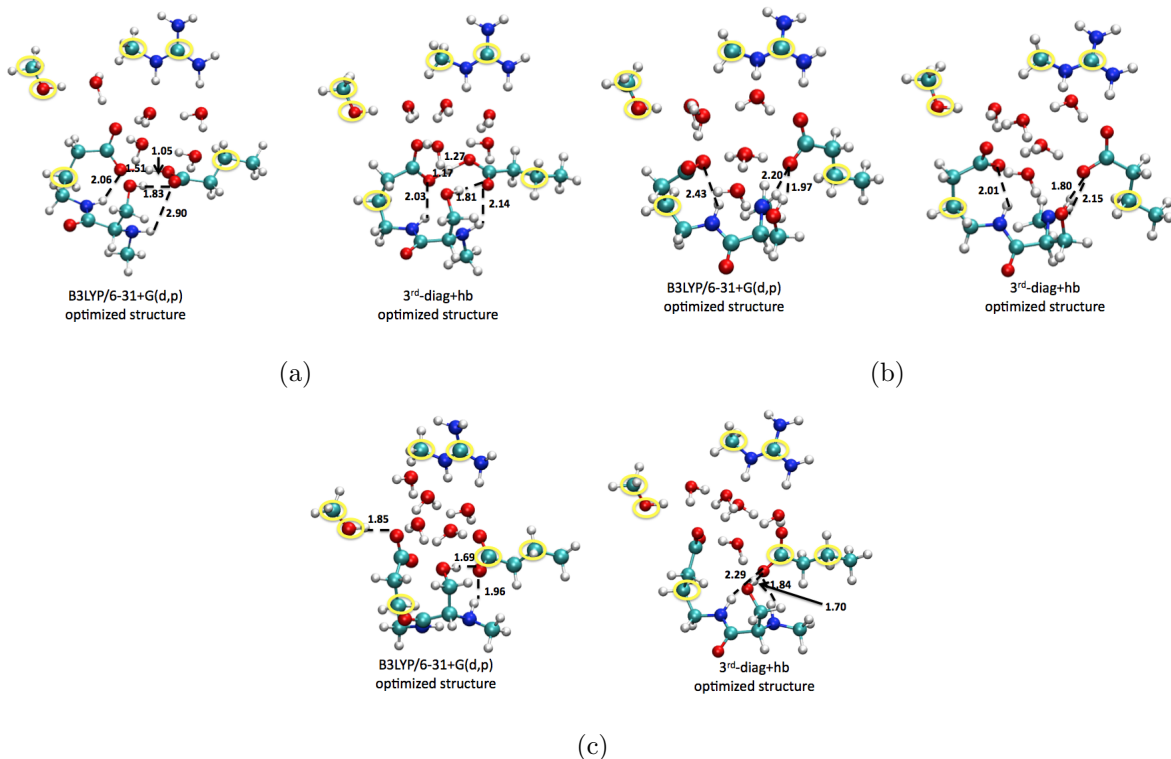 1.05
1.51
2.06
1.83
2.90
B3LYP/6-31+G(d,p)
optimized structure
1.27
1.17
2.03
1.81
2.14
3rd-diag+hb
optimized structure
(a)
2.20
2.43
1.97
B3LYP/6-31+G(d,p)
optimized structure
2.01
1.80
2.15
3rd-diag+hb
optimized structure
(b)
1.85
1.69
1.96
B3LYP/6-31+G(d,p)
optimized structure
2.29
1.84
1.70
3rd-diag+hb
optimized structure
(c)